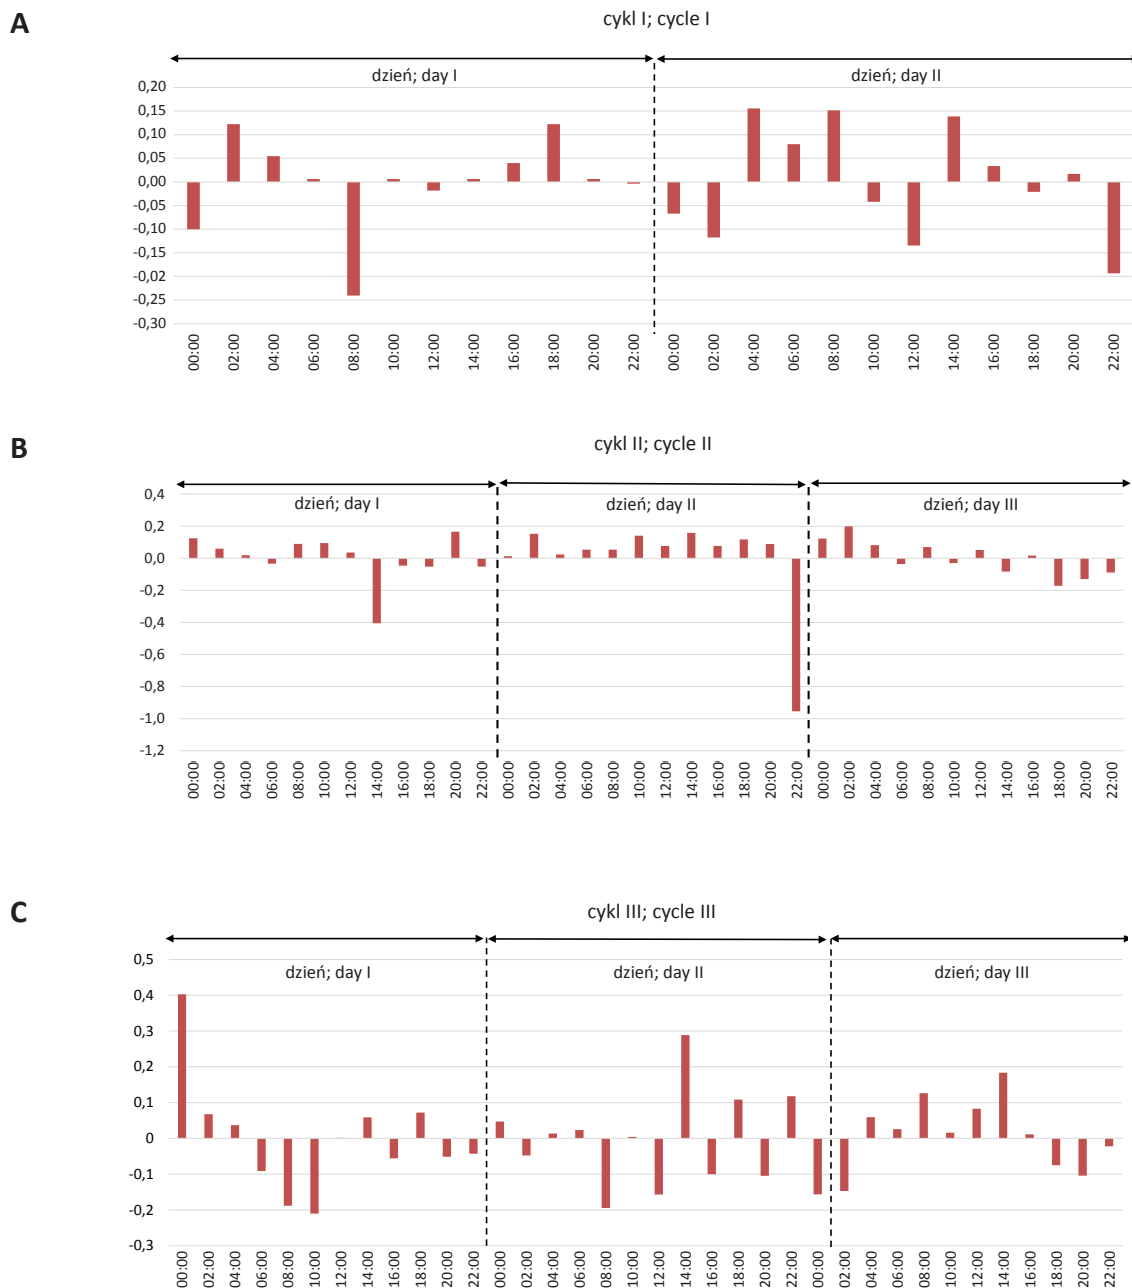 A
cykl I; cycle I
dzień; day I
dzień; day II
0,20
0,15
0,10
0,05
0,00
-0,05
-0,10
-0,15
-0,02
-0,25
-0,30
00:00 02:00 04:00 06:00 08:00 10:00 12:00 14:00 16:00 18:00 20:00 22:00 00:00 02:00 04:00 06:00 08:00 10:00 12:00 14:00 16:00 18:00 20:00 22:00
B
cykl II; cycle II
dzień; day I
dzień; day II
dzień; day III
0,4
0,2
0,0
-0,2
-0,4
-0,6
-0,8
-1,0
-1,2
00:00 02:00 04:00 06:00 08:00 10:00 12:00 14:00 16:00 18:00 20:00 22:00 00:00 02:00 04:00 06:00 08:00 10:00 12:00 14:00 16:00 18:00 20:00 22:00 00:00 02:00 04:00 06:00 08:00 10:00 12:00 14:00 16:00 18:00 20:00 22:00
C
cykl III; cycle III
dzień; day I
dzień; day II
dzień; day III
0,5
0,4
0,3
0,2
0,1
0
-0,1
-0,2
-0,3
00:00 02:00 04:00 06:00 08:00 10:00 12:00 14:00 16:00 18:00 20:00 22:00 00:00 02:00 04:00 06:00 08:00 10:00 12:00 14:00 16:00 18:00 20:00 22:00 00:00 02:00 04:00 06:00 08:00 10:00 12:00 14:00 16:00 18:00 20:00 22:00